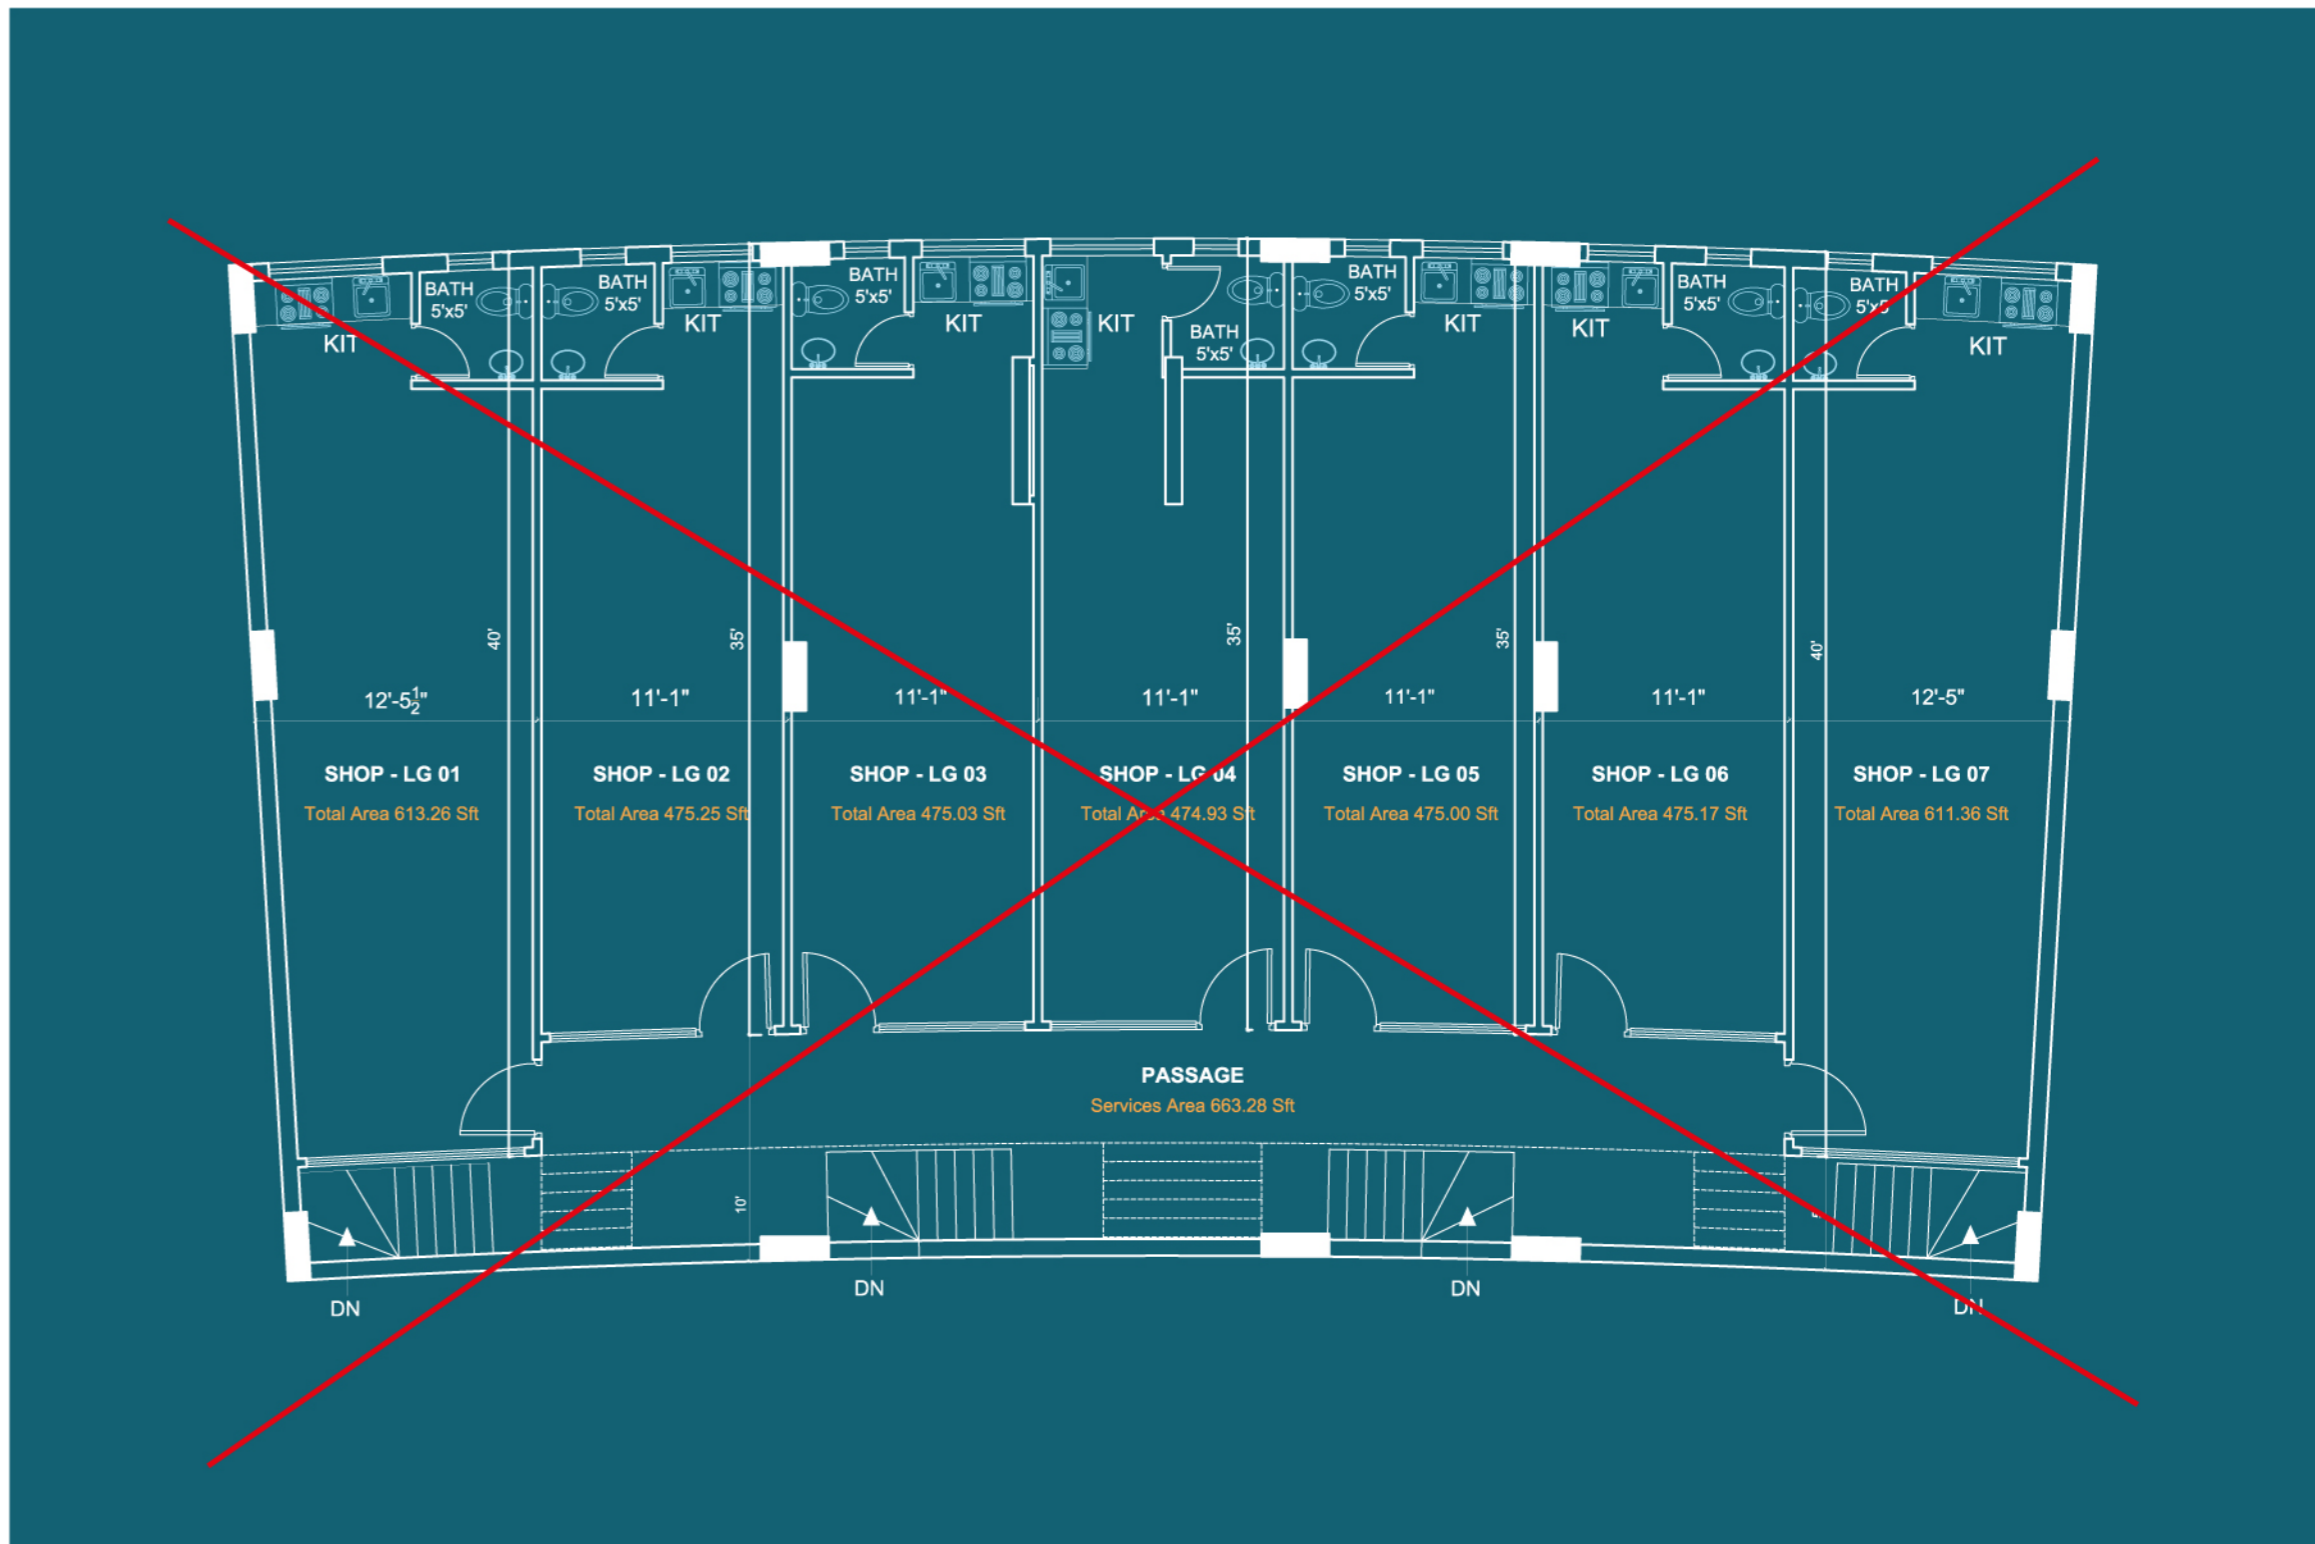 BATH
5'x5'
KIT
BATH
5'x5'
KIT
BATH
5'x5'
KIT
KIT
BATH
5'x5'
BATH
5'x5'
KIT
KIT
BATH
5'x5'
BATH
5'x5'
KIT
40'
35'
35'
35'
40'
12'-5½"
11'-1"
11'-1"
11'-1"
11'-1"
11'-1"
12'-5"
SHOP - LG 01
Total Area 613.26 Sft
SHOP - LG 02
Total Area 475.25 Sft
SHOP - LG 03
Total Area 475.03 Sft
SHOP - LG 04
Total Area 474.93 Sft
SHOP - LG 05
Total Area 475.00 Sft
SHOP - LG 06
Total Area 475.17 Sft
SHOP - LG 07
Total Area 611.36 Sft
PASSAGE
Services Area 663.28 Sft
10'
DN
DN
DN
DN